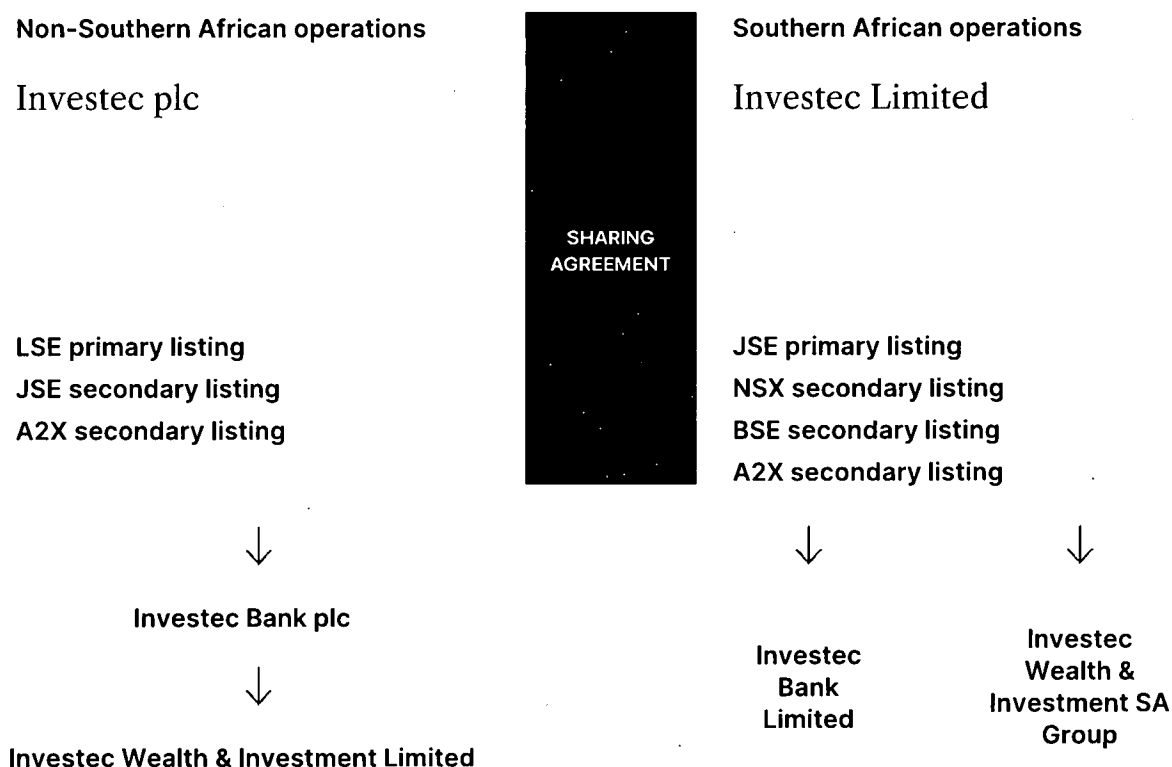 Non-Southern African operations
Investec plc
LSE primary listing
JSE secondary listing
A2X secondary listing
Investec Bank plc
Investec Wealth & Investment Limited
SHARING
AGREEMENT
Southern African operations
Investec Limited
JSE primary listing
NSX secondary listing
BSE secondary listing
A2X secondary listing
Investec
Bank
Limited
Investec
Wealth &
Investment SA
Group